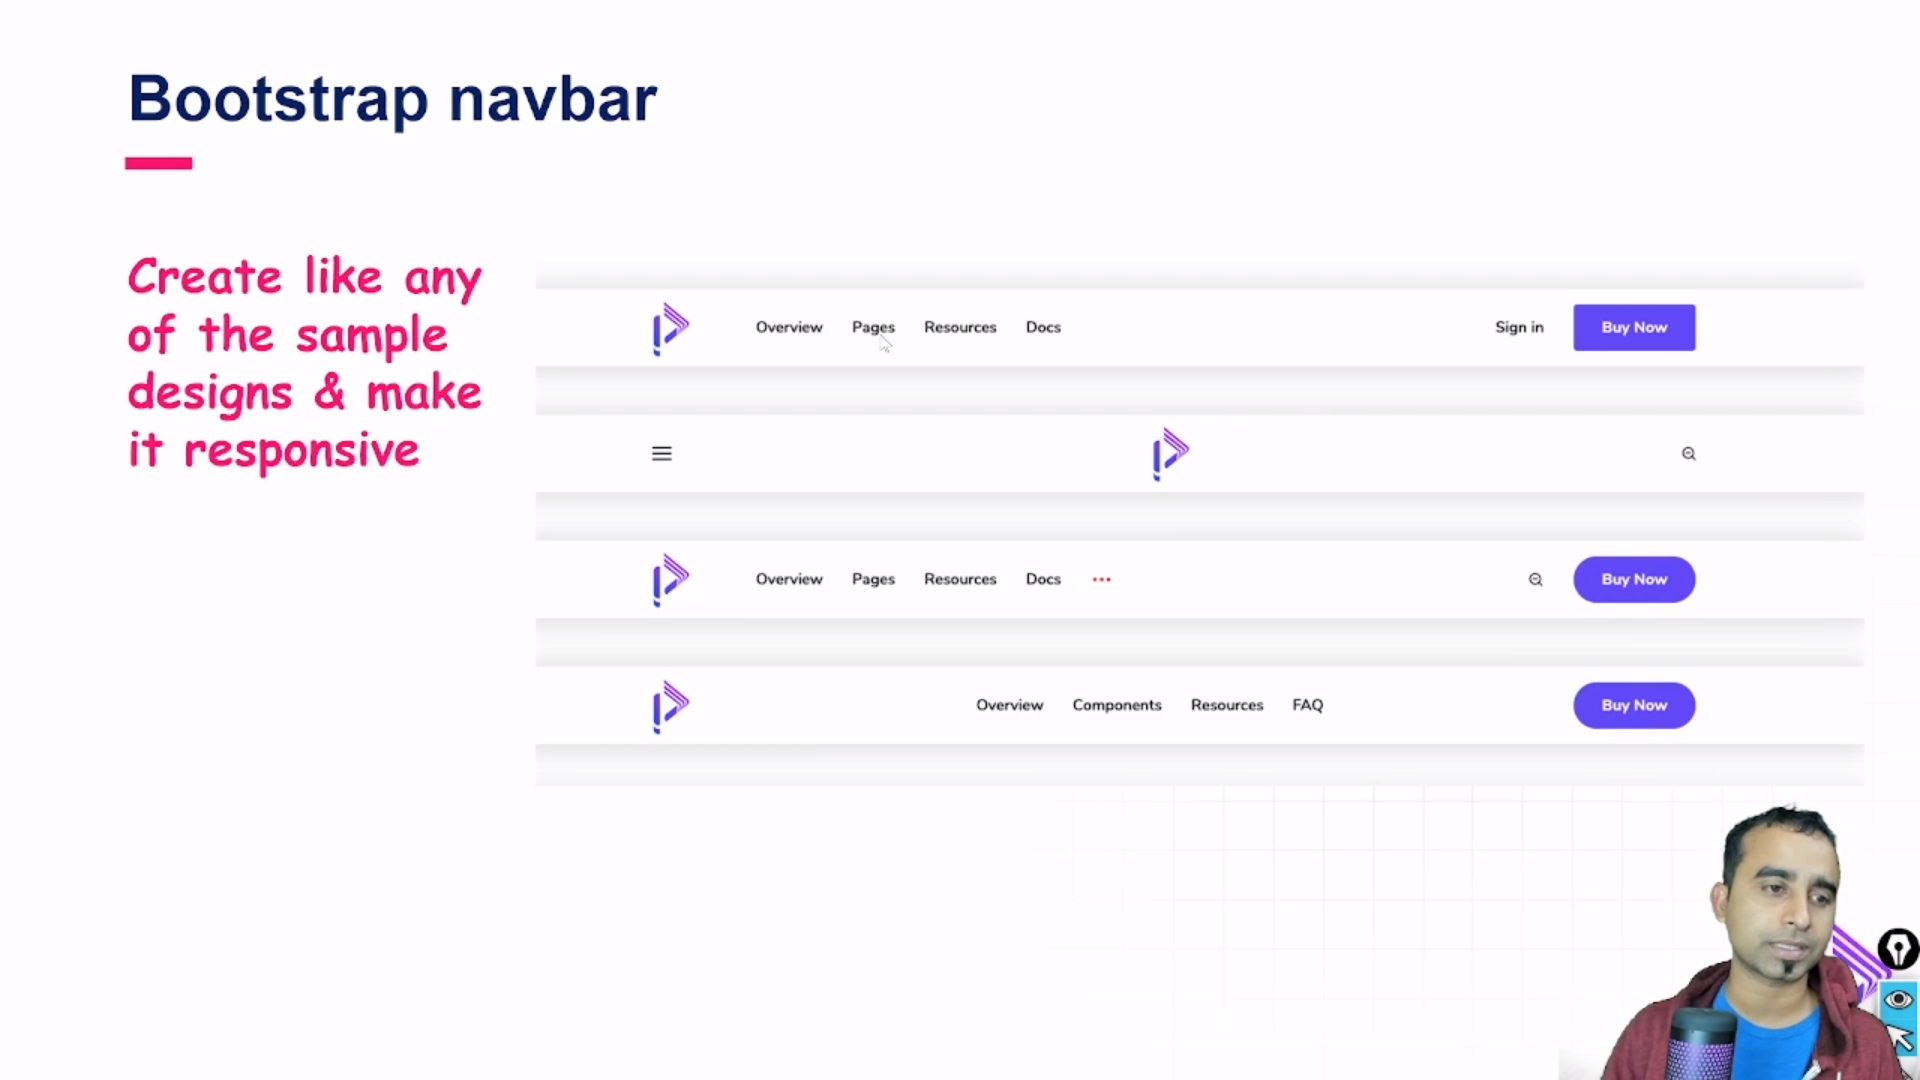 Bootstrap navbar
Create like any
of the sample
designs & make
it responsive
Overview Pages Resources Docs Sign in Buy Now
Overview Pages Resources Docs Buy Now
Overview Components Resources FAQ Buy Now